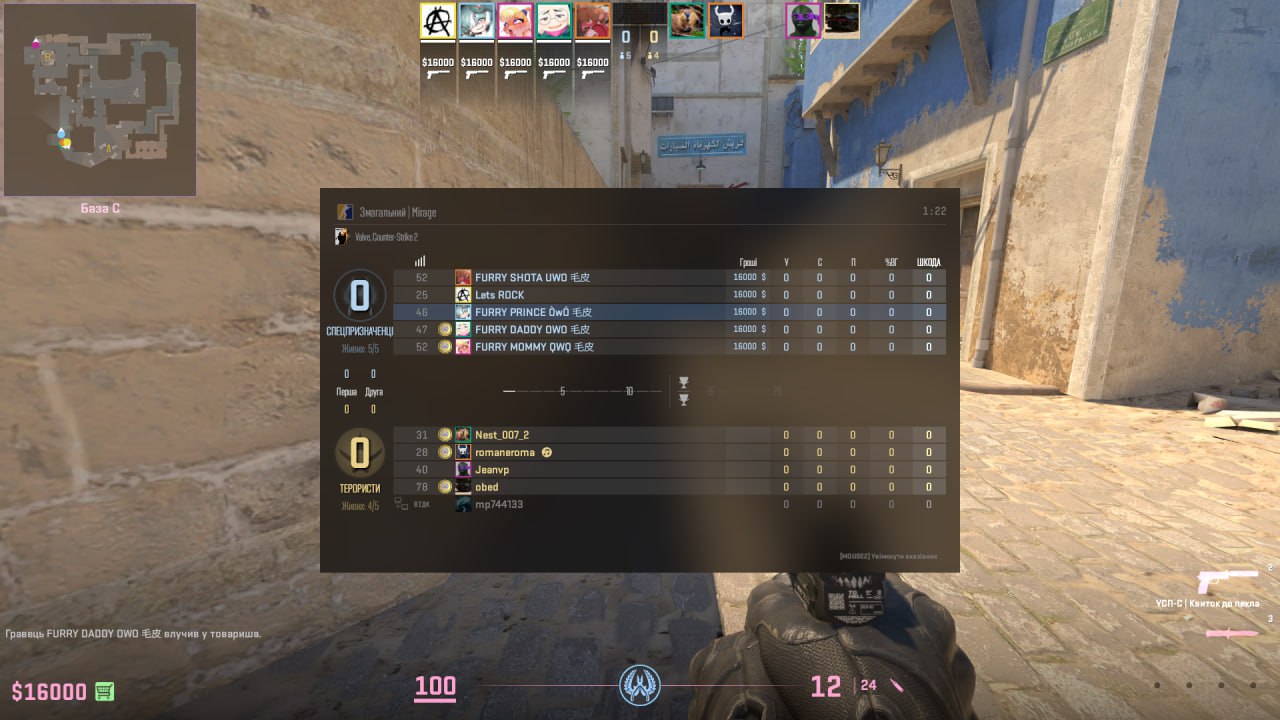 $16000 $16000 $16000 $16000 $16000
0 0
5 4
База С
Змагальний | Mirage 1:22
Valve, Counter-Strike 2
Гроші У С П %ВГ ШКОДА
52 FURRY SHOTA UWO 毛皮 16000 $ 0 0 0 0 0
25 Lets ROCK 16000 $ 0 0 0 0 0
46 FURRY PRINCE ÒwÓ 毛皮 16000 $ 0 0 0 0 0
47 FURRY DADDY OWO 毛皮 16000 $ 0 0 0 0 0
52 FURRY MOMMY QWQ 毛皮 16000 $ 0 0 0 0 0
0
СПЕЦПРИЗНАЧЕНЦІ
Живих: 5/5
0 0
Перша Друга
0 0
5 10
31 Nest_007_2 0 0 0 0 0
28 romaneroma 0 0 0 0 0
40 Jeanvp 0 0 0 0 0
78 obed 0 0 0 0 0
ВІДК mp744133 0 0 0 0 0
0
ТЕРОРИСТИ
Живих: 4/5
[MOUSE2] Увімкнути вказівник
2
УСП-С | Квиток до пекла
3
Гравець FURRY DADDY OWO 毛皮 влучив у товариша.
$16000
100
12 24